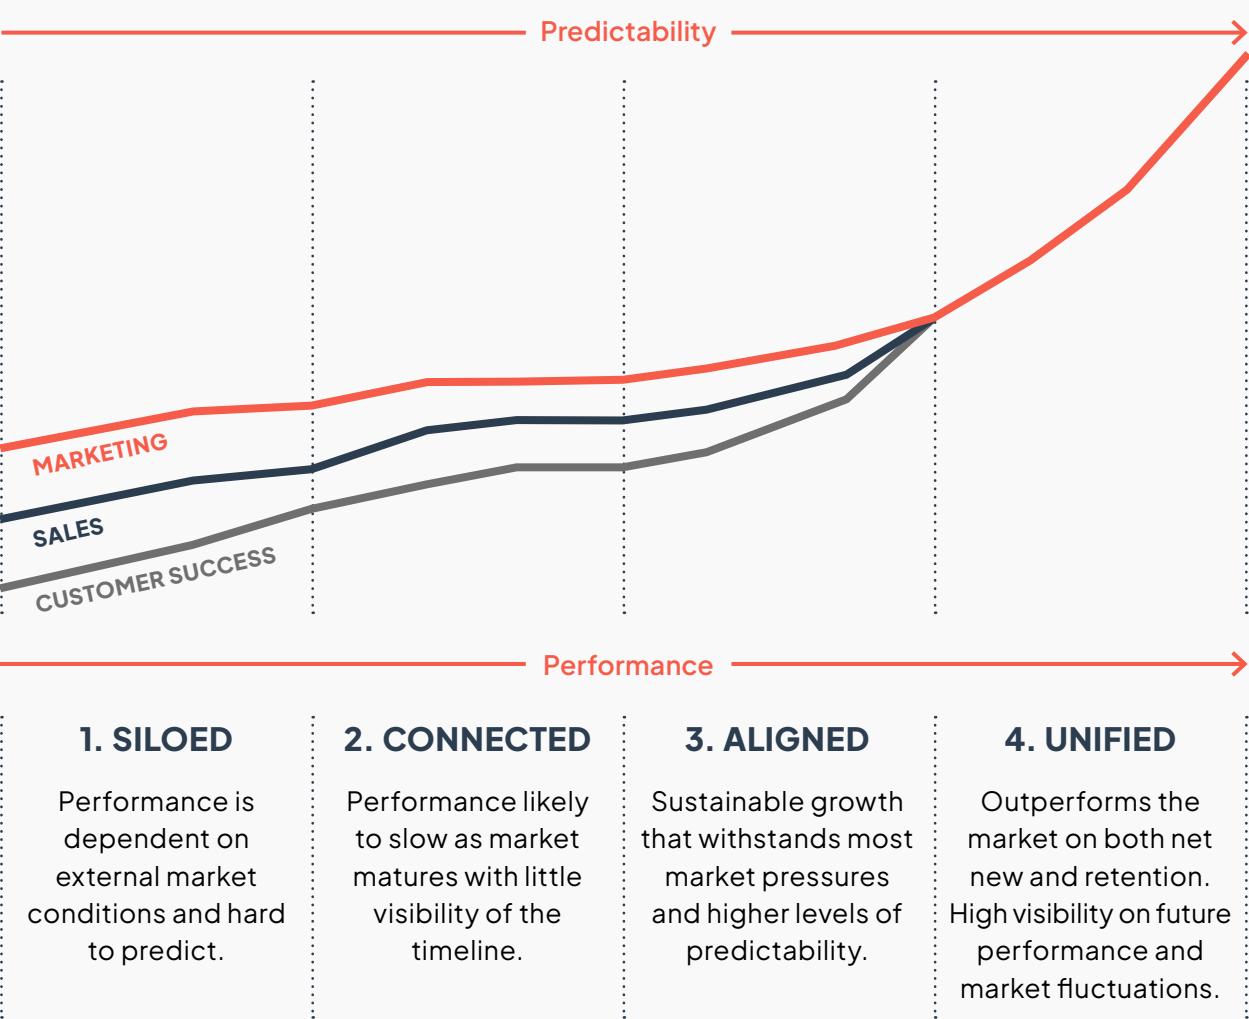 Predictability
MARKETING
SALES
CUSTOMER SUCCESS
Performance
1. SILOED
Performance is
dependent on
external market
conditions and hard
to predict.
2. CONNECTED
Performance likely
to slow as market
matures with little
visibility of the
timeline.
3. ALIGNED
Sustainable growth
that withstands most
market pressures
and higher levels of
predictability.
4. UNIFIED
Outperforms the
market on both net
new and retention.
High visibility on future
performance and
market fluctuations.